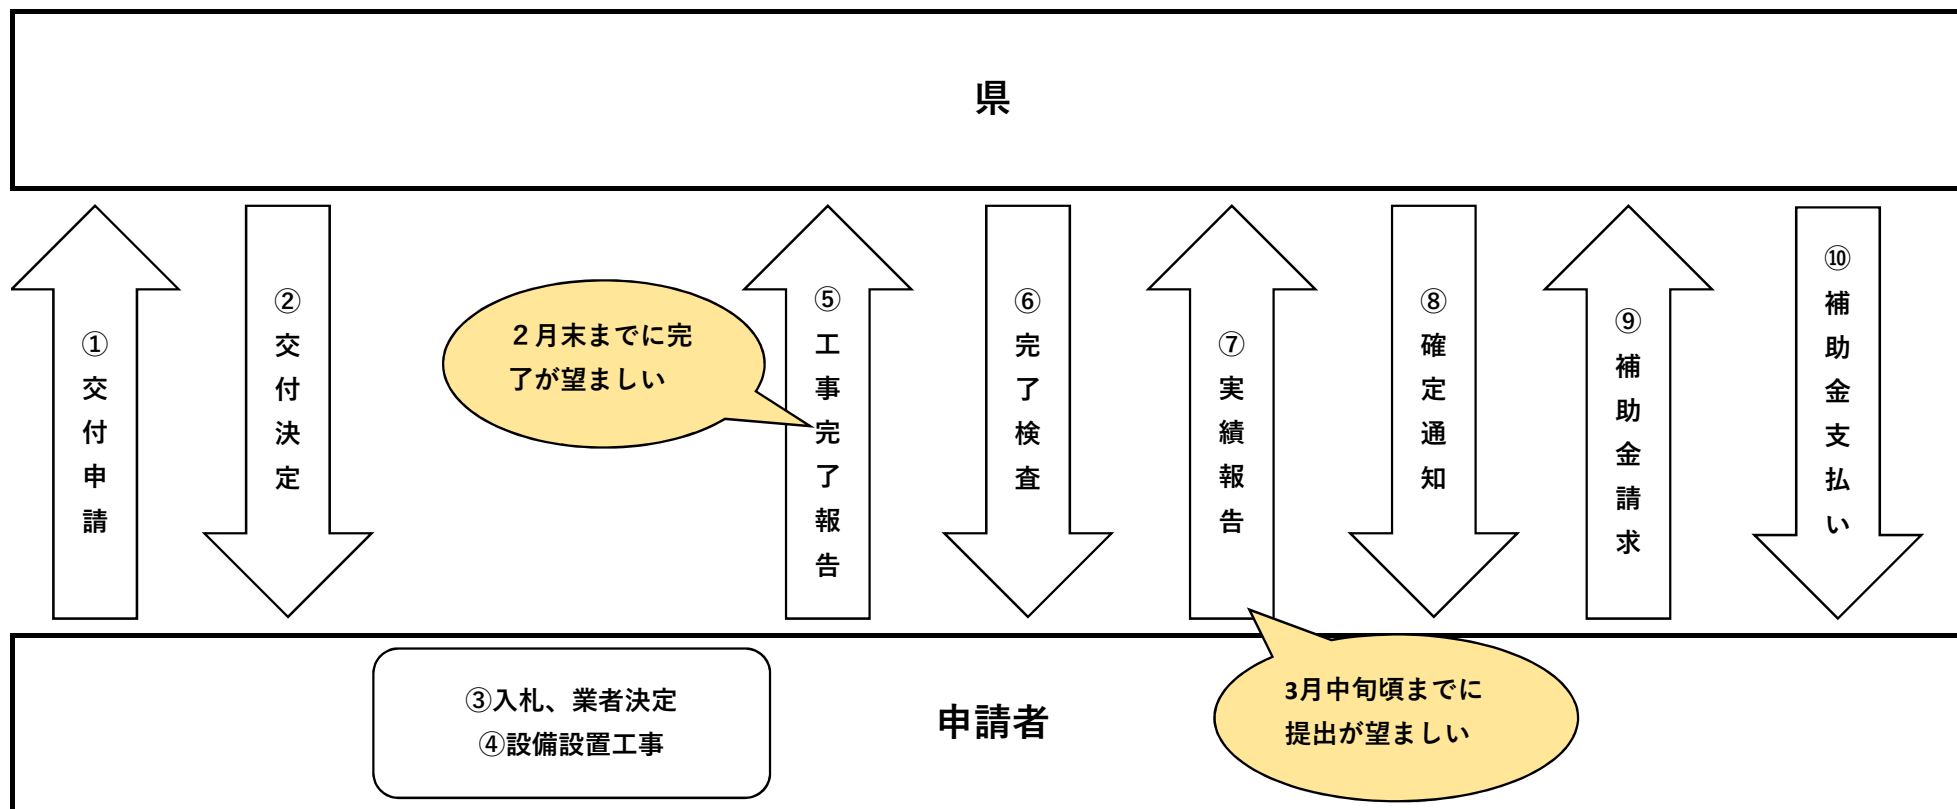 県
①交付申請
②交付決定
２月末までに完
了が望ましい
⑤工事完了報告
⑥完了検査
⑦実績報告
⑧確定通知
⑨補助金請求
⑩補助金支払い
③入札、業者決定
④設備設置工事
申請者
3月中旬頃までに
提出が望ましい